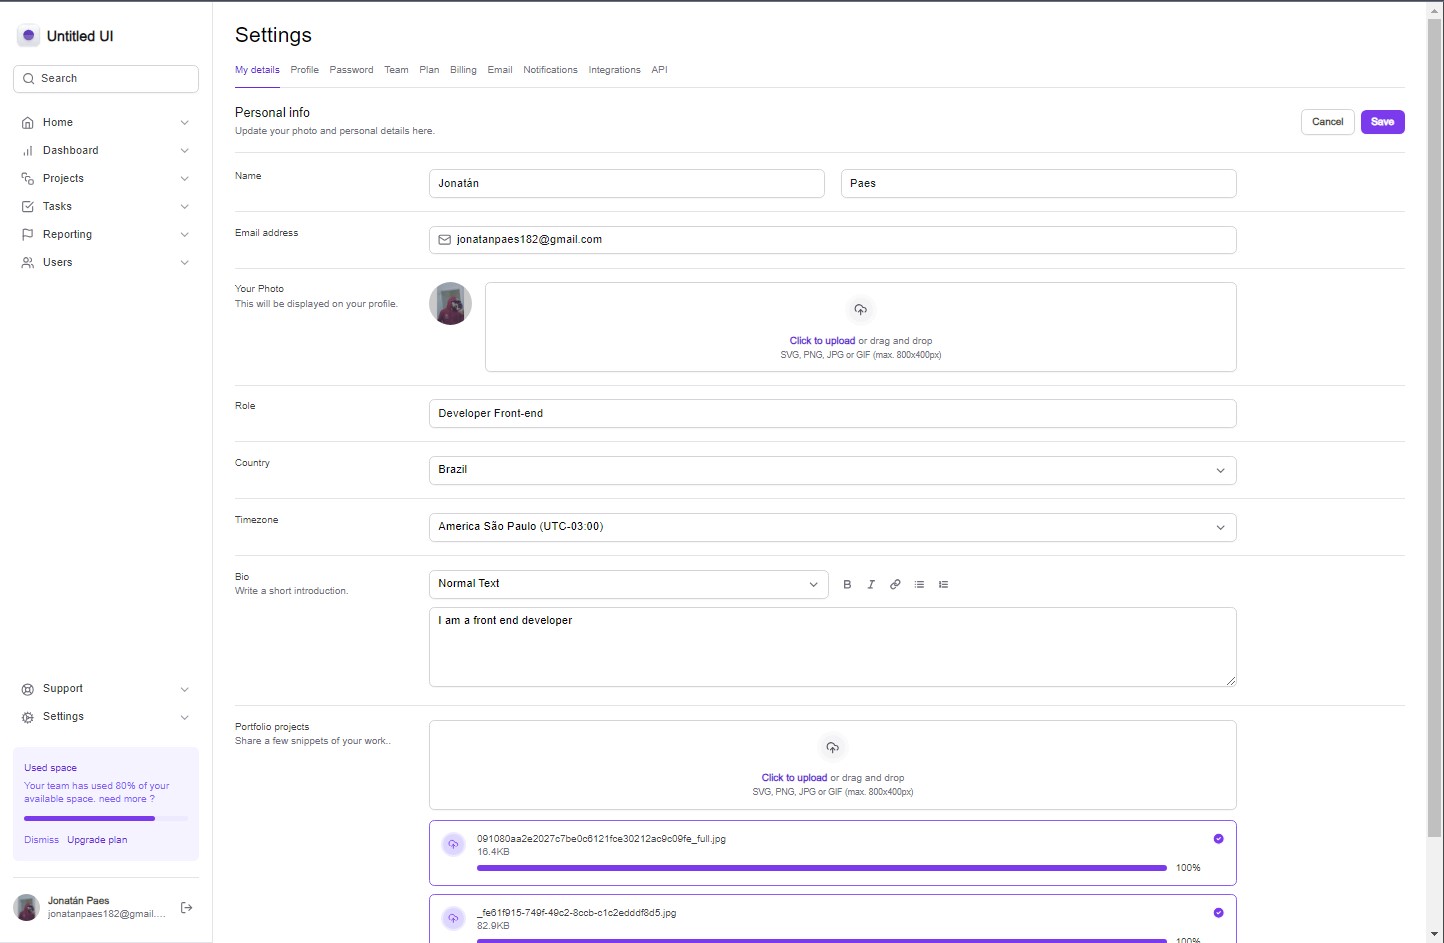 Untitled UI
Search
Home
Dashboard
Projects
Tasks
Reporting
Users
Support
Settings
Used space
Your team has used 80% of your
available space. need more ?
Dismiss Upgrade plan
Jonatán Paes
jonatanpaes182@gmail....
Settings
My details Profile Password Team Plan Billing Email Notifications Integrations API
Personal info
Update your photo and personal details here.
Cancel Save
Name
Jonatán Paes
Email address
jonatanpaes182@gmail.com
Your Photo
This will be displayed on your profile.
Click to upload or drag and drop
SVG, PNG, JPG or GIF (max. 800x400px)
Role
Developer Front-end
Country
Brazil
Timezone
America São Paulo (UTC-03:00)
Bio
Write a short introduction.
Normal Text B I
I am a front end developer
Portfolio projects
Share a few snippets of your work..
Click to upload or drag and drop
SVG, PNG, JPG or GIF (max. 800x400px)
091080aa2e2027c7be0c6121fce30212ac9c09fe_full.jpg
16.4KB
100%
_fe61f915-749f-49c2-8ccb-c1c2edddf8d5.jpg
82.9KB
100%